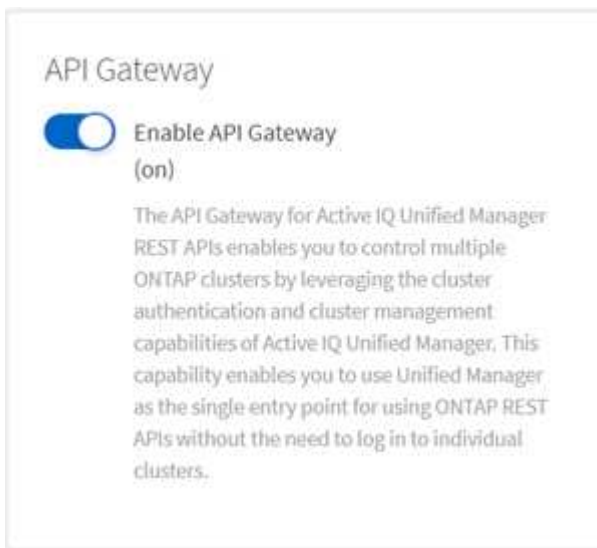 API Gateway
Enable API Gateway
(on)
The API Gateway for Active IQ Unified Manager
REST APIs enables you to control multiple
ONTAP clusters by leveraging the cluster
authentication and cluster management
capabilities of Active IQ Unified Manager. This
capability enables you to use Unified Manager
as the single entry point for using ONTAP REST
APIs without the need to log in to individual
clusters.